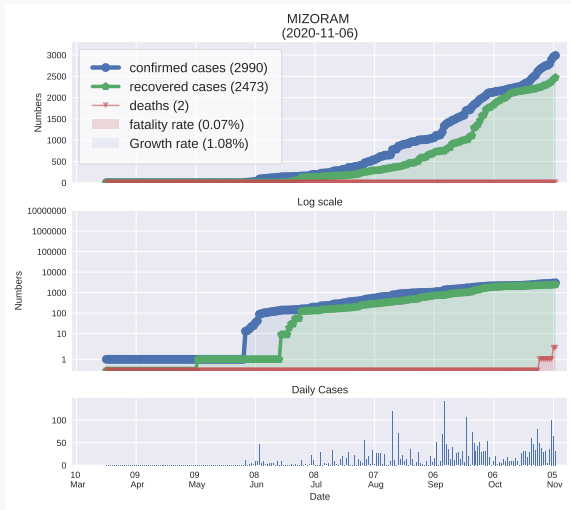 MIZORAM
(2020-11-06)
3000
2500
2000
1500
1000
500
0
Numbers
confirmed cases (2990)
recovered cases (2473)
deaths (2)
fatality rate (0.07%)
Growth rate (1.08%)
Log scale
10000000
1000000
100000
10000
1000
100
10
1
Numbers
Daily Cases
100
50
0
10 09 09 08 08 07 06 06 05
Mar Apr May Jun Jul Aug Sep Oct Nov
Date